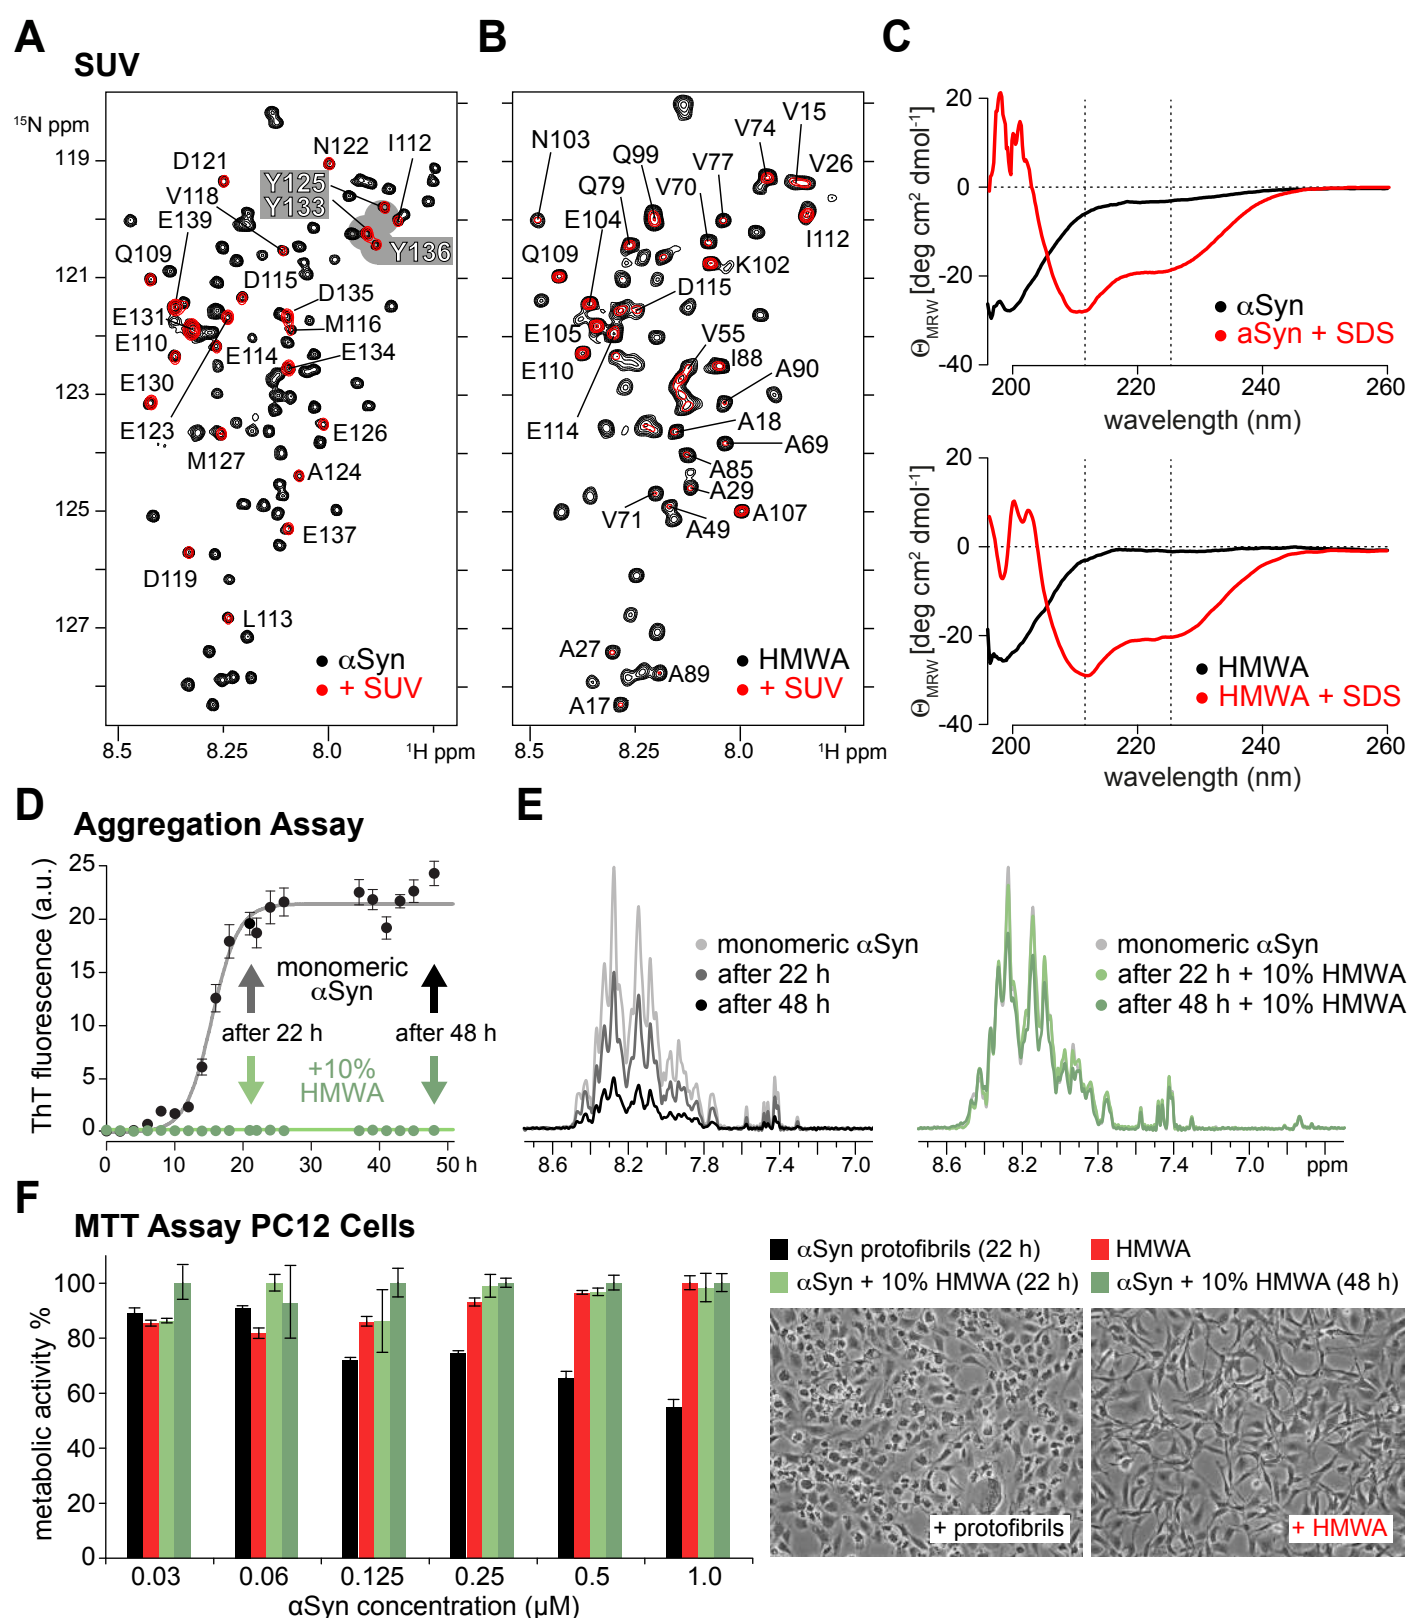 A
SUV
¹⁵N ppm
119
121
123
125
127
N122
I112
D121
Y125
V118
Y133
E139
Y136
Q109
D115
D135
E131
M116
E110
E114
E134
E130
E123
E126
M127
A124
E137
D119
L113
αSyn
+ SUV
8.5
8.25
8.0
¹H ppm
B
V15
V74
N103
Q99
V77
V26
Q79
V70
E104
I112
Q109
K102
D115
E105
V55
E110
I88
A90
E114
A18
A69
A85
A29
V71
A49
A107
A27
HMWA
A89
+ SUV
A17
8.5
8.25
8.0
¹H ppm
C
Θ MRW [deg cm² dmol⁻¹]
20
0
-20
-40
αSyn
aSyn + SDS
200
220
240
260
wavelength (nm)
Θ MRW [deg cm² dmol⁻¹]
20
0
-20
-40
HMWA
HMWA + SDS
200
220
240
260
wavelength (nm)
D
Aggregation Assay
ThT fluorescence (a.u.)
25
20
15
10
5
0
monomeric
αSyn
after 22 h
after 48 h
+10%
HMWA
0
10
20
30
40
50 h
E
monomeric αSyn
after 22 h
after 48 h
8.6
8.2
7.8
7.4
7.0
monomeric αSyn
after 22 h + 10% HMWA
after 48 h + 10% HMWA
8.6
8.2
7.8
7.4
7.0
ppm
F
MTT Assay PC12 Cells
metabolic activity %
100
80
60
40
20
0
0.03
0.06
0.125
0.25
0.5
1.0
αSyn concentration (µM)
αSyn protofibrils (22 h)
HMWA
αSyn + 10% HMWA (22 h)
αSyn + 10% HMWA (48 h)
+ protofibrils
+ HMWA